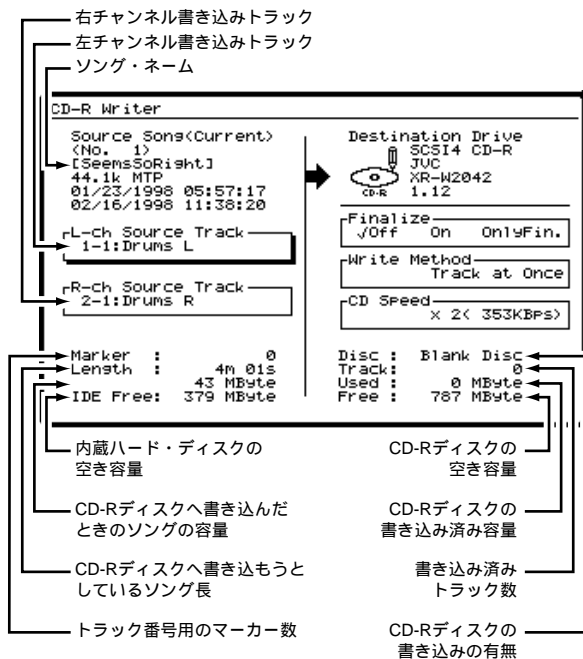 右チャンネル書き込みトラック
左チャンネル書き込みトラック
ソング・ネーム
CD-R Writer
Source Song(Current)
(No.  1)
[SeemsSoRight]
44.1k MTP
01/23/1998 05:57:17
02/16/1998 11:38:20
L-ch Source Track
1-1:Drums L
R-ch Source Track
2-1:Drums R
Marker  :  0
Length  :  4m 01s
43 MByte
IDE Free:  379 MByte
Destination Drive
SCSI4 CD-R
JVC
XR-W2042
1.12
CD-R
Finalize
√Off  On  OnlyFin.
Write Method
Track at Once
CD Speed
x 2( 353KBps)
Disc :  Blank Disc
Track:  0
Used :  0 MByte
Free :  787 MByte
内蔵ハード・ディスクの
空き容量
CD-Rディスクへ書き込んだ
ときのソングの容量
CD-Rディスクへ書き込もうと
しているソング長
トラック番号用のマーカー数
CD-Rディスクの
空き容量
CD-Rディスクの
書き込み済み容量
書き込み済み
トラック数
CD-Rディスクの
書き込みの有無